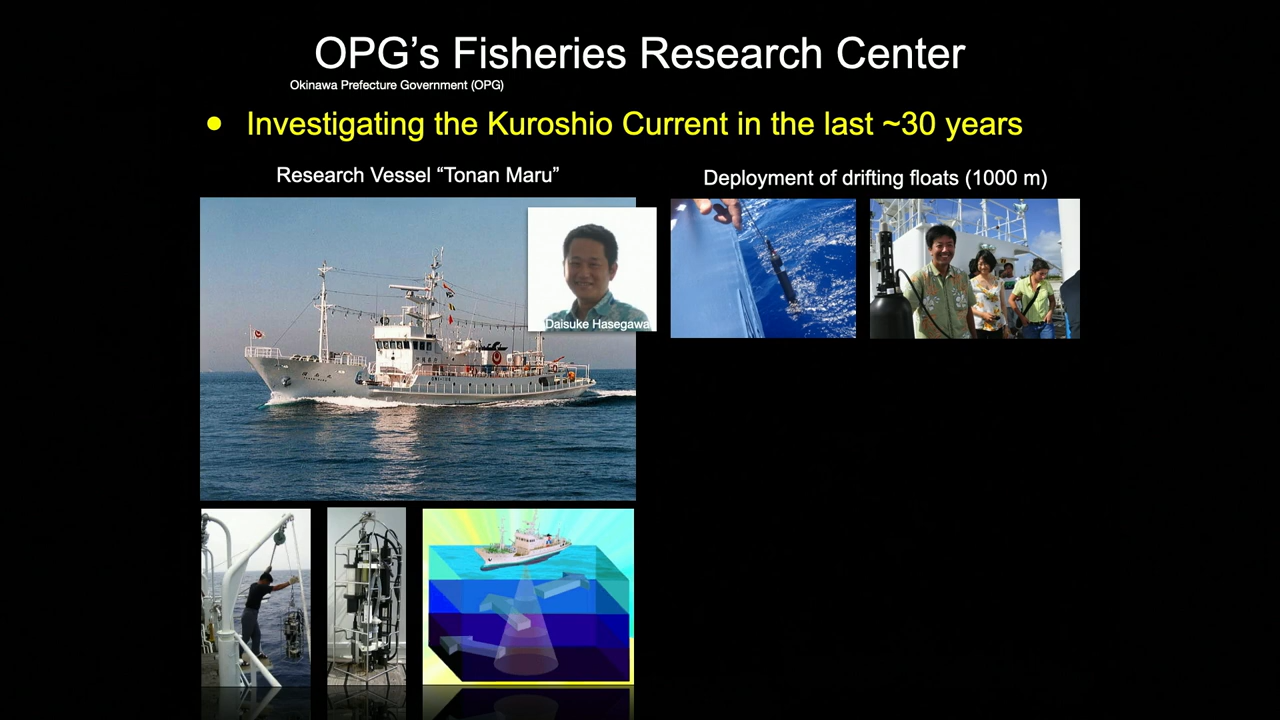 OPG’s Fisheries Research Center
Okinawa Prefecture Government (OPG)
● Investigating the Kuroshio Current in the last ~30 years
Research Vessel “Tonan Maru”
Deployment of drifting floats (1000 m)
Daisuke Hasegawa